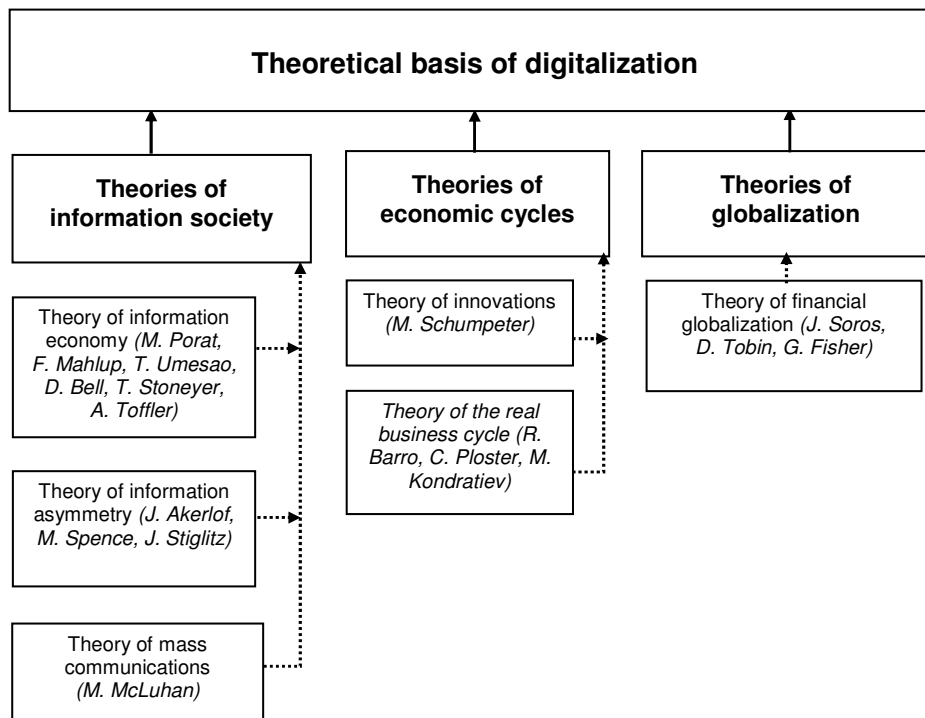 Theoretical basis of digitalization
Theories of
information society
Theory of information
economy (M. Porat,
F. Mahlup, T. Umesao,
D. Bell, T. Stoneyer,
A. Toffler)
Theory of information
asymmetry (J. Akerlof,
M. Spence, J. Stiglitz)
Theory of mass
communications
(M. McLuhan)
Theories of
economic cycles
Theory of innovations
(M. Schumpeter)
Theory of the real
business cycle (R.
Barro, C. Ploster, M.
Kondratiev)
Theories of
globalization
Theory of financial
globalization (J. Soros,
D. Tobin, G. Fisher)